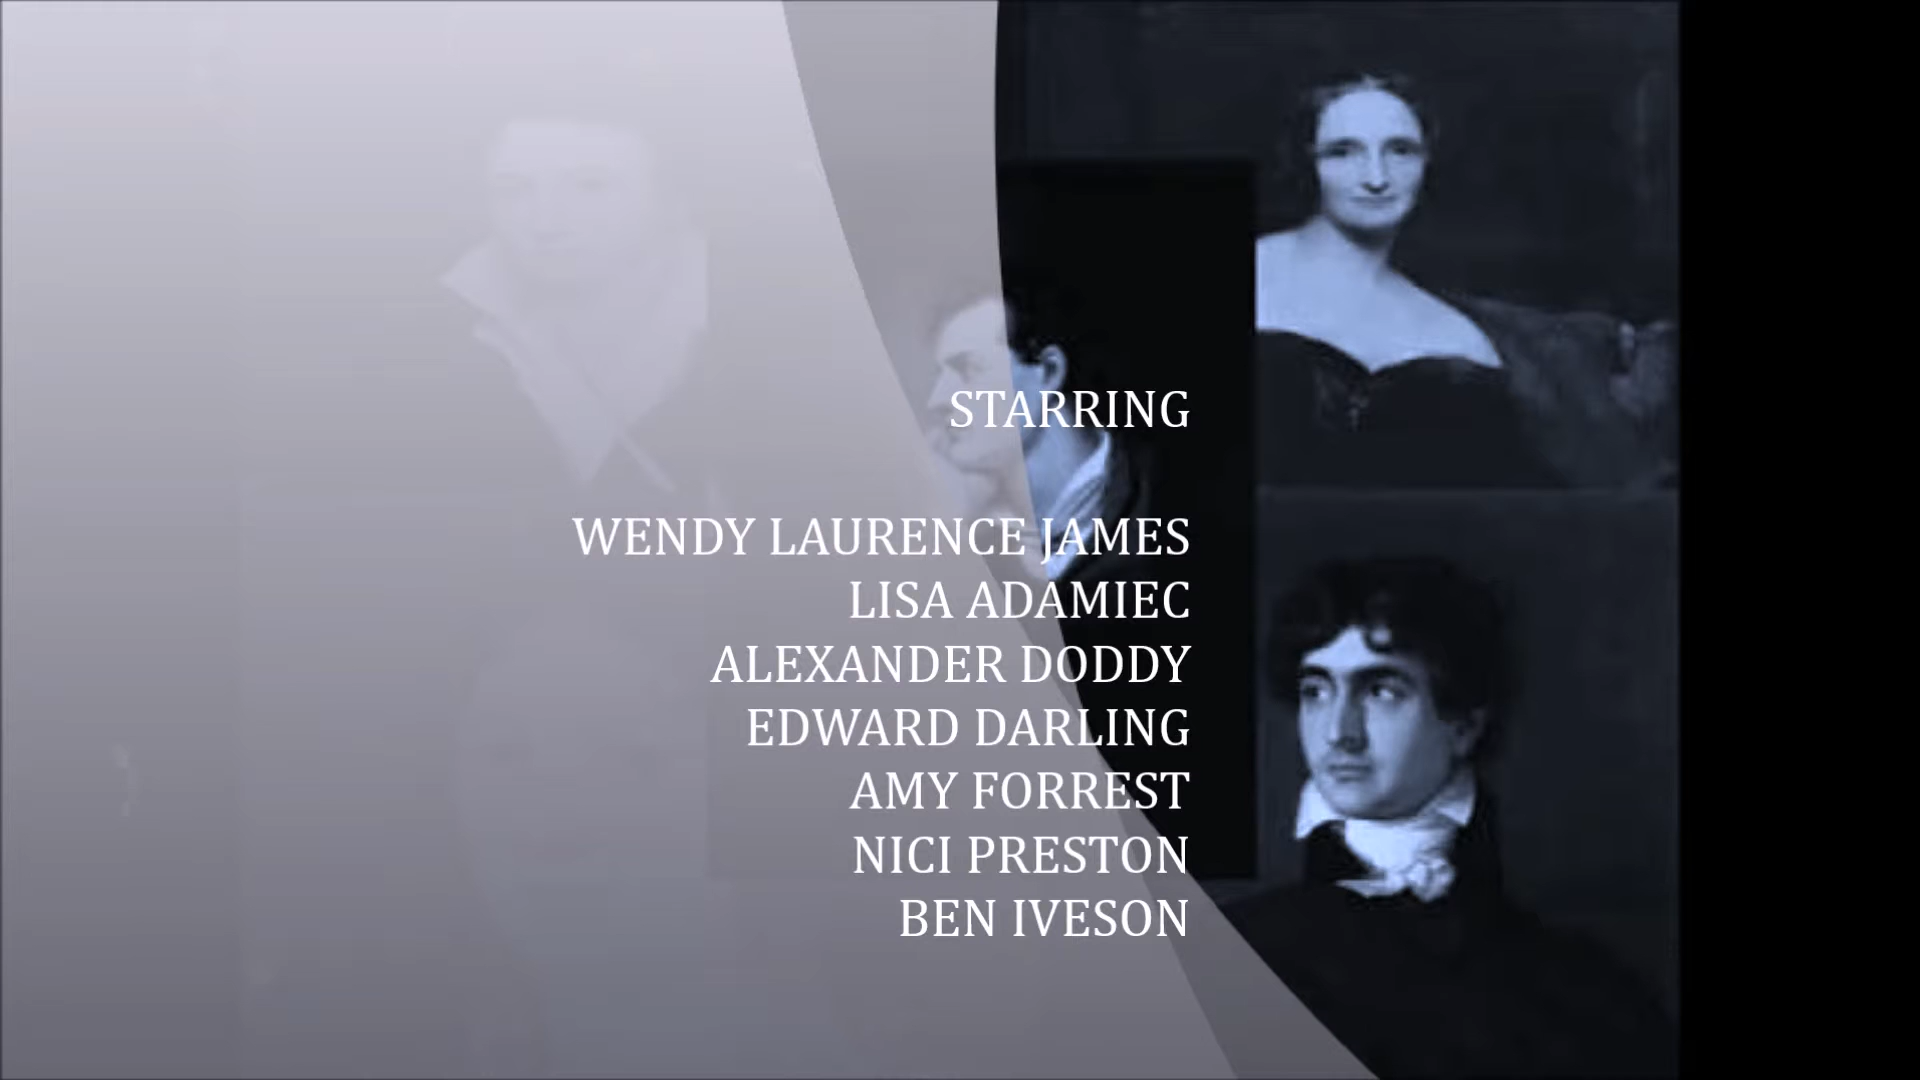 STARRING
WENDY LAURENCE JAMES
LISA ADAMIEC
ALEXANDER DODDY
EDWARD DARLING
AMY FORREST
NICI PRESTON
BEN IVESON